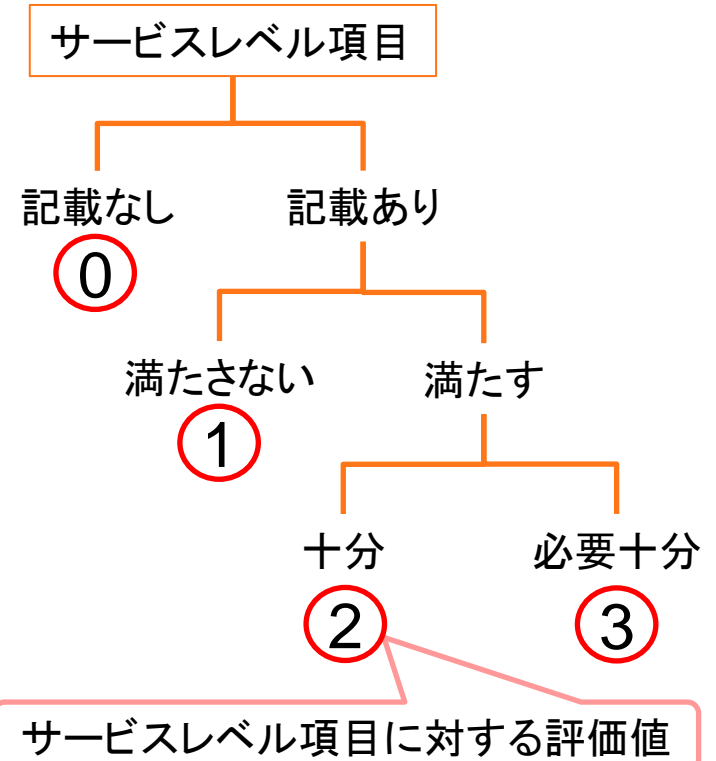 サービスレベル項目
記載なし
記載あり
0
満たさない
満たす
1
十分
必要十分
2
3
サービスレベル項目に対する評価値